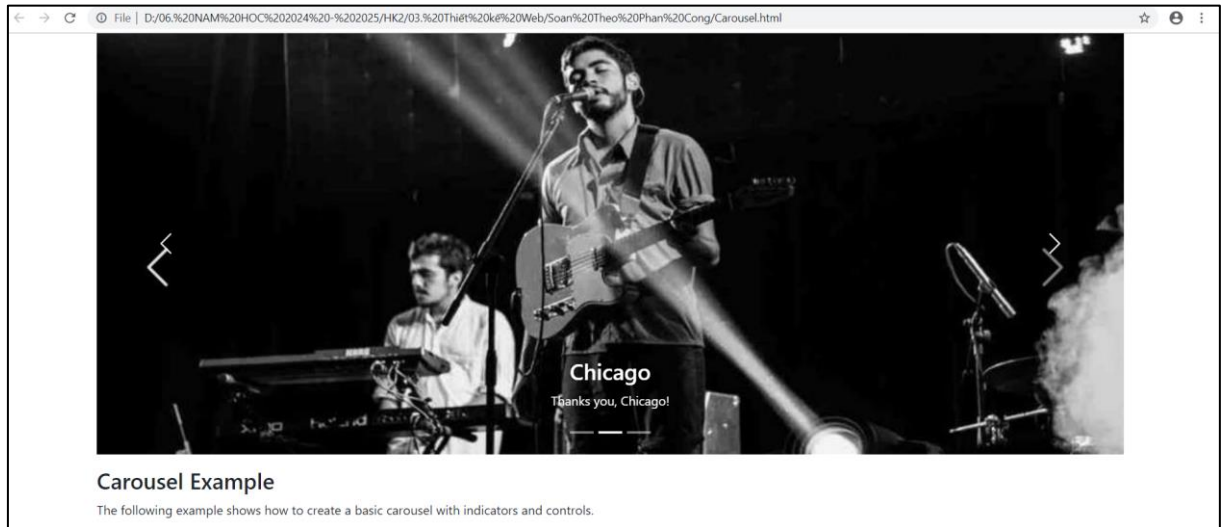 File | D:/06.%20NAM%20HOC%202024%20-%202025/HK2/03.%20Thiết%20kế%20Web/Soan%20Theo%20Phan%20Cong/Carousel.html
KORG
Chicago
Thanks you, Chicago!
Carousel Example
The following example shows how to create a basic carousel with indicators and controls.